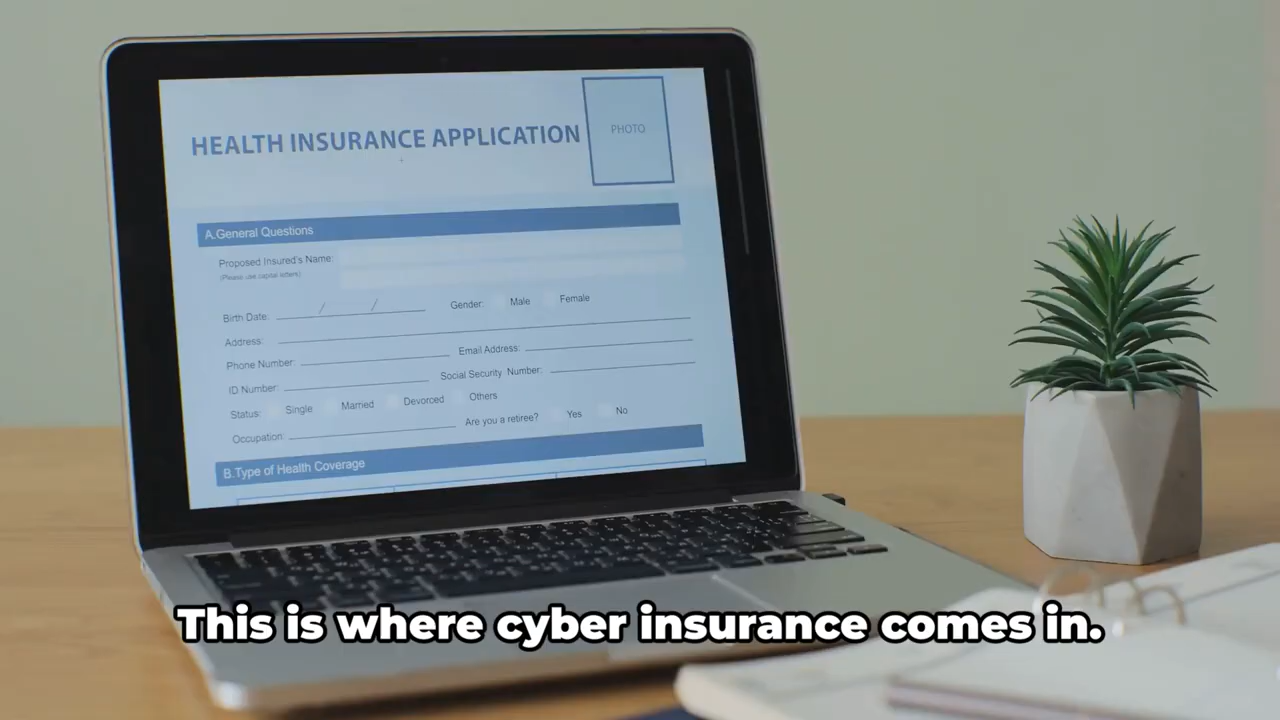 HEALTH INSURANCE APPLICATION
PHOTO
A.General Questions
Proposed Insured's Name:
(Please use capital letters)
Birth Date: / / Gender: Male Female
Address:
Phone Number: Email Address:
ID Number: Social Security Number:
Status: Single Married Devorced Others
Occupation: Are you a retiree? Yes No
B.Type of Health Coverage
This is where cyber insurance comes in.